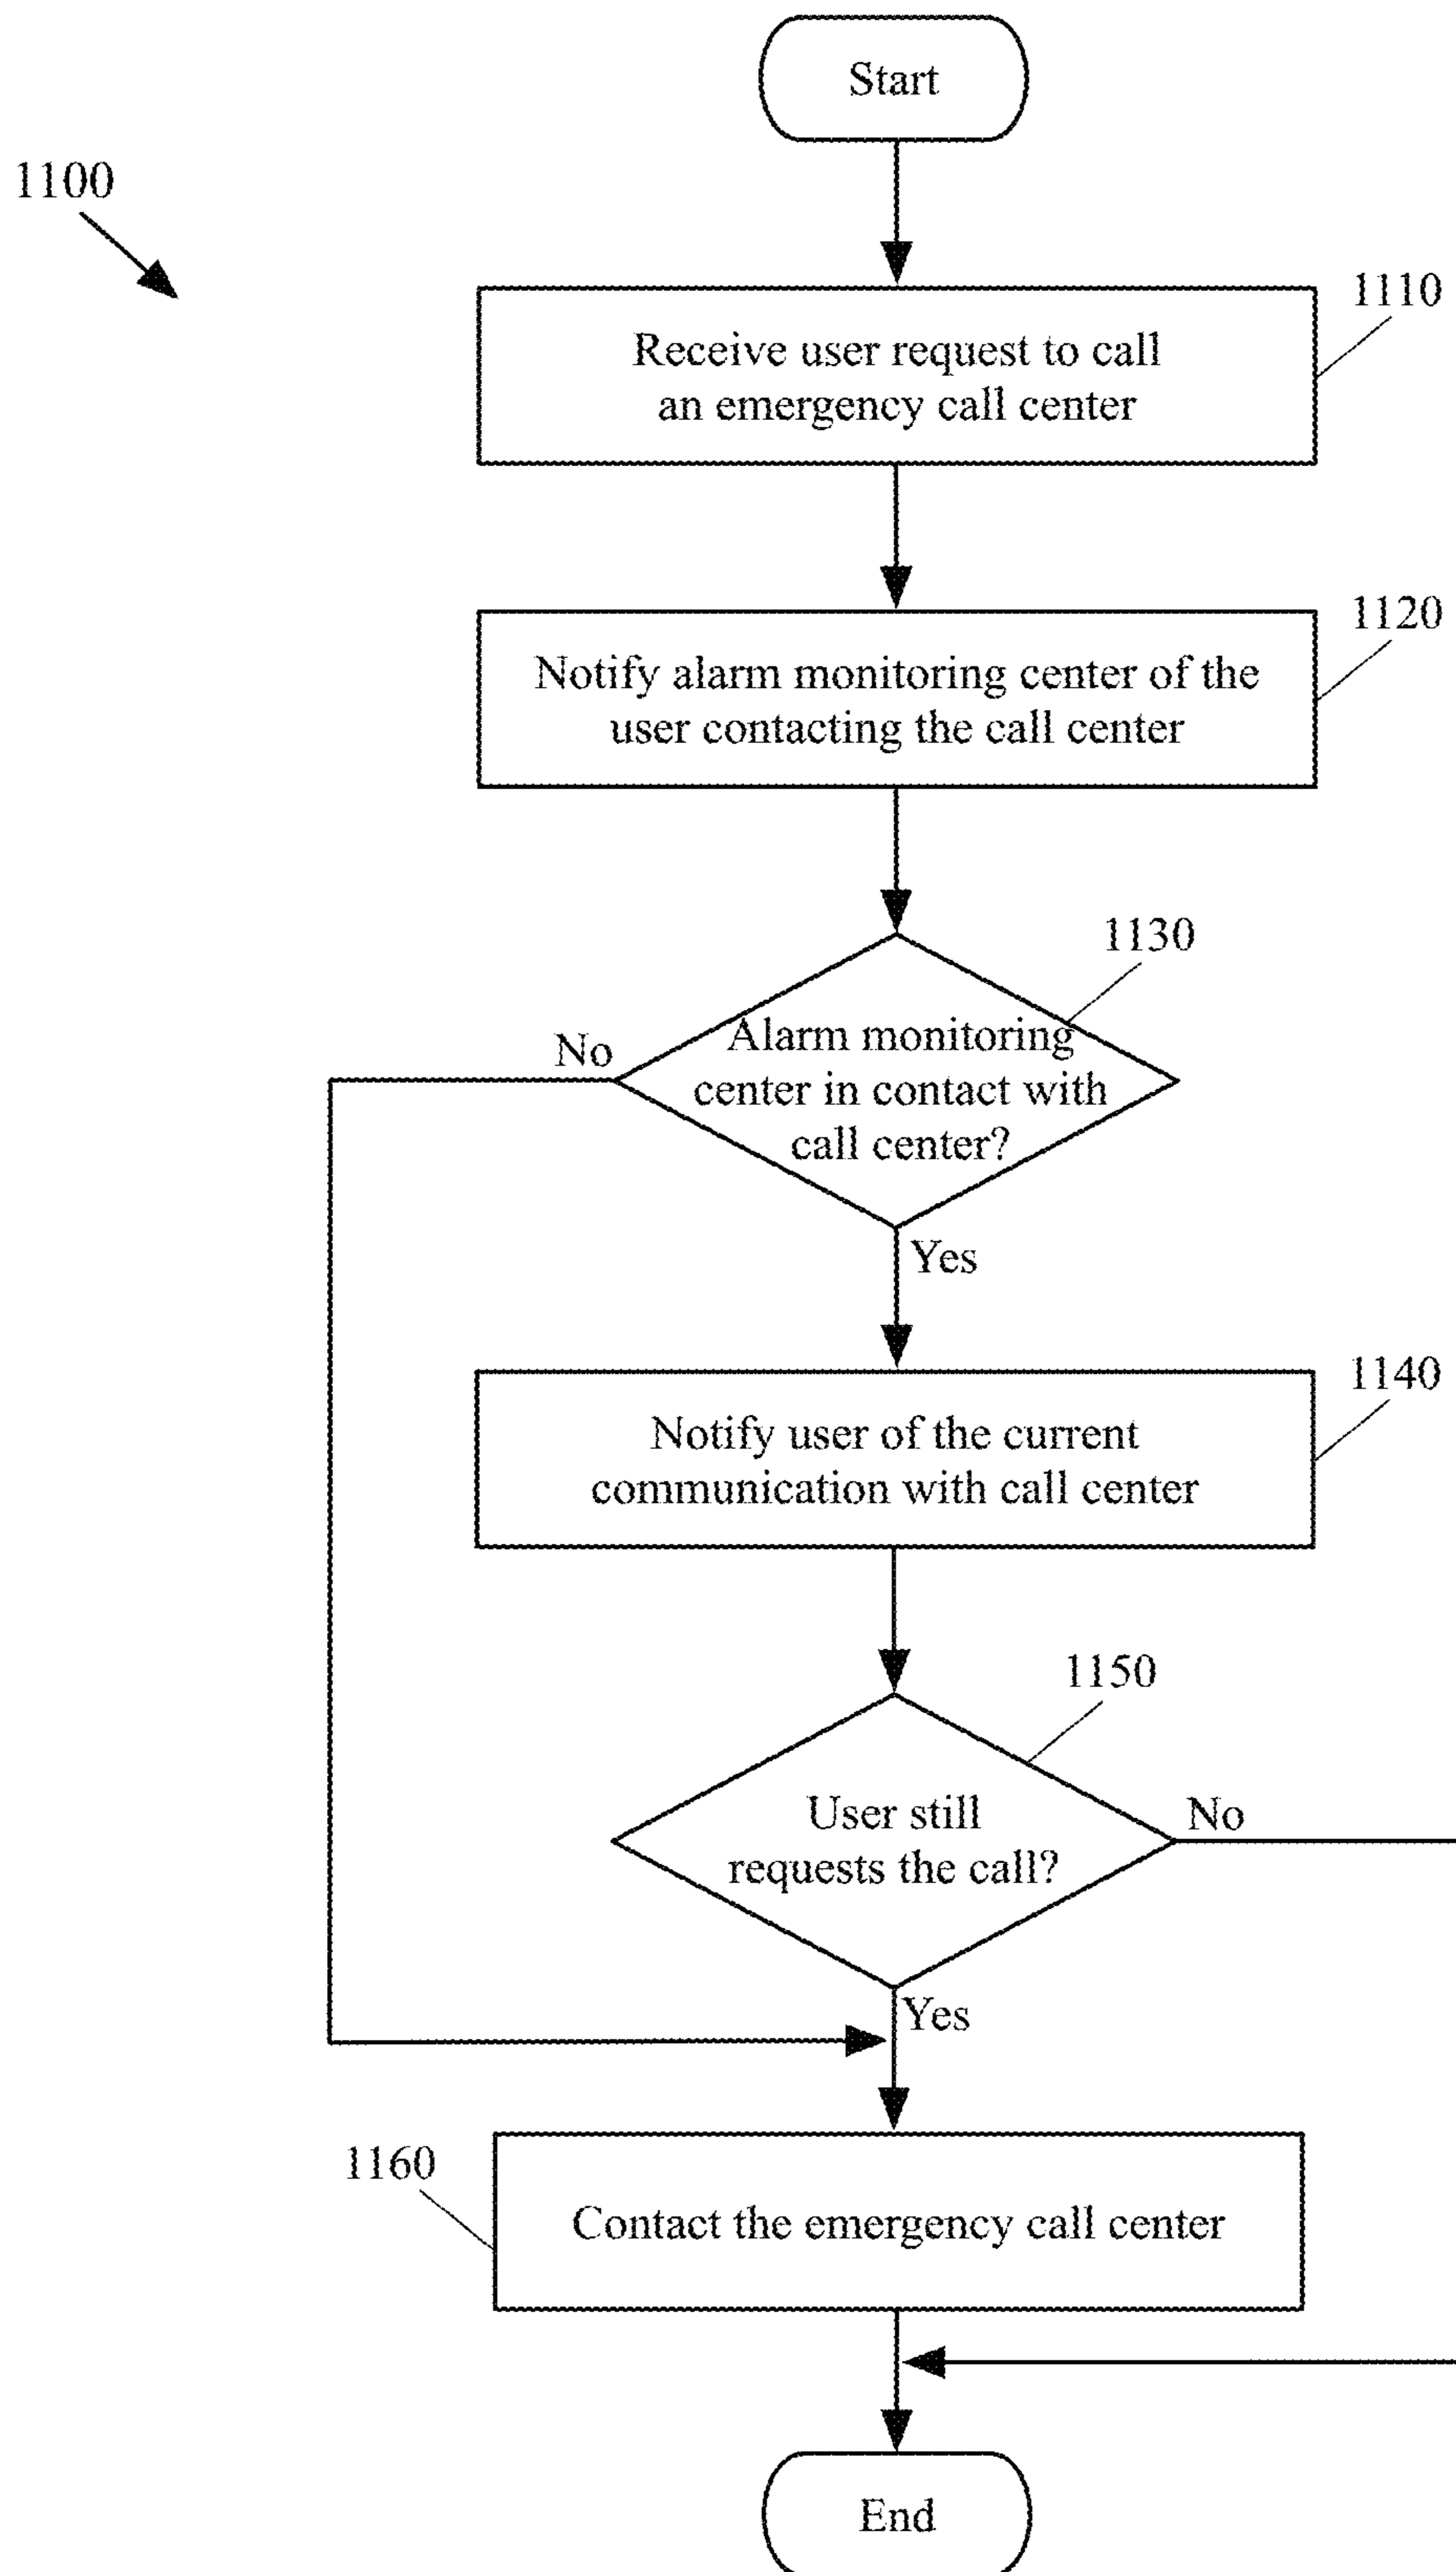 Start
1100
1110
Receive user request to call
an emergency call center
1120
Notify alarm monitoring center of the
user contacting the call center
1130
No
Alarm monitoring
center in contact with
call center?
Yes
1140
Notify user of the current
communication with call center
1150
User still
requests the call?
No
Yes
1160
Contact the emergency call center
End